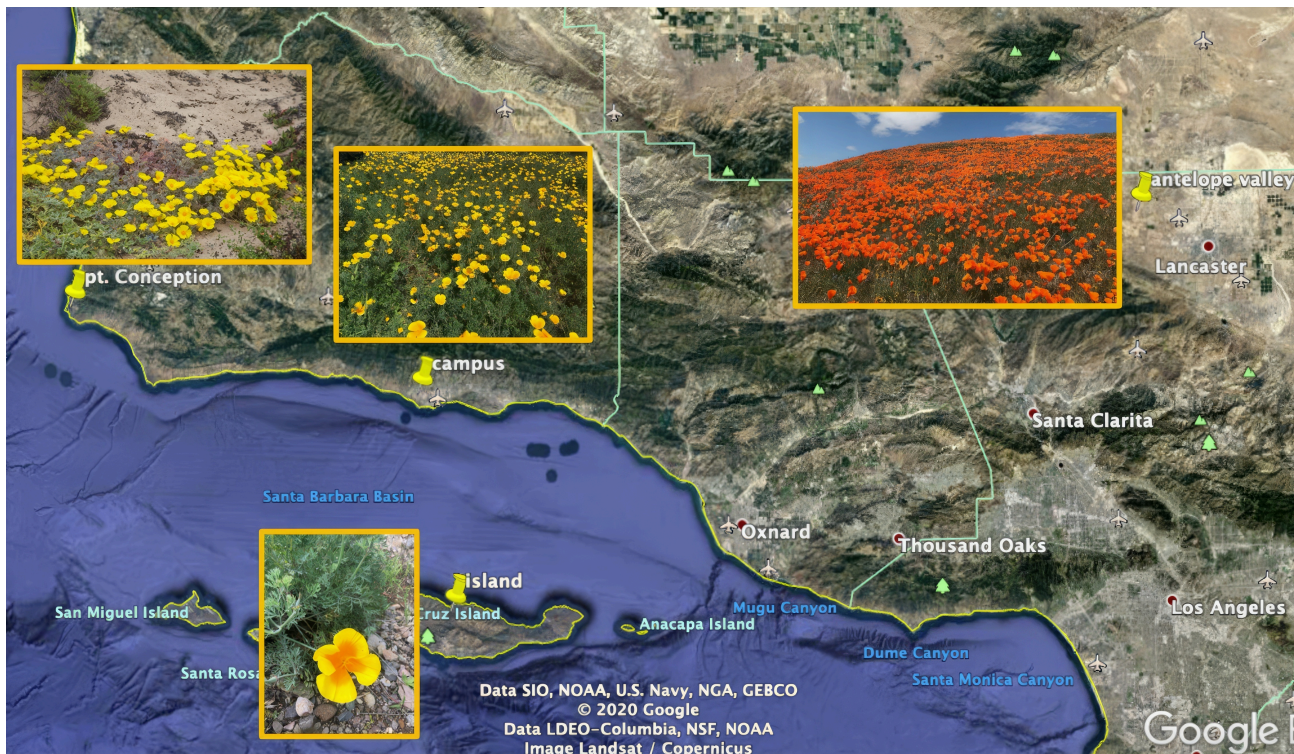 antelope valley
pt. Conception
Lancaster
campus
Santa Clarita
Santa Barbara Basin
Oxnard
Thousand Oaks
island
San Miguel Island
Cruz Island
Mugu Canyon
Los Angeles
Anacapa Island
Dume Canyon
Santa Rosa
Santa Monica Canyon
Data SIO, NOAA, U.S. Navy, NGA, GEBCO
© 2020 Google
Data LDEO-Columbia, NSF, NOAA
Image Landsat / Copernicus
Google E